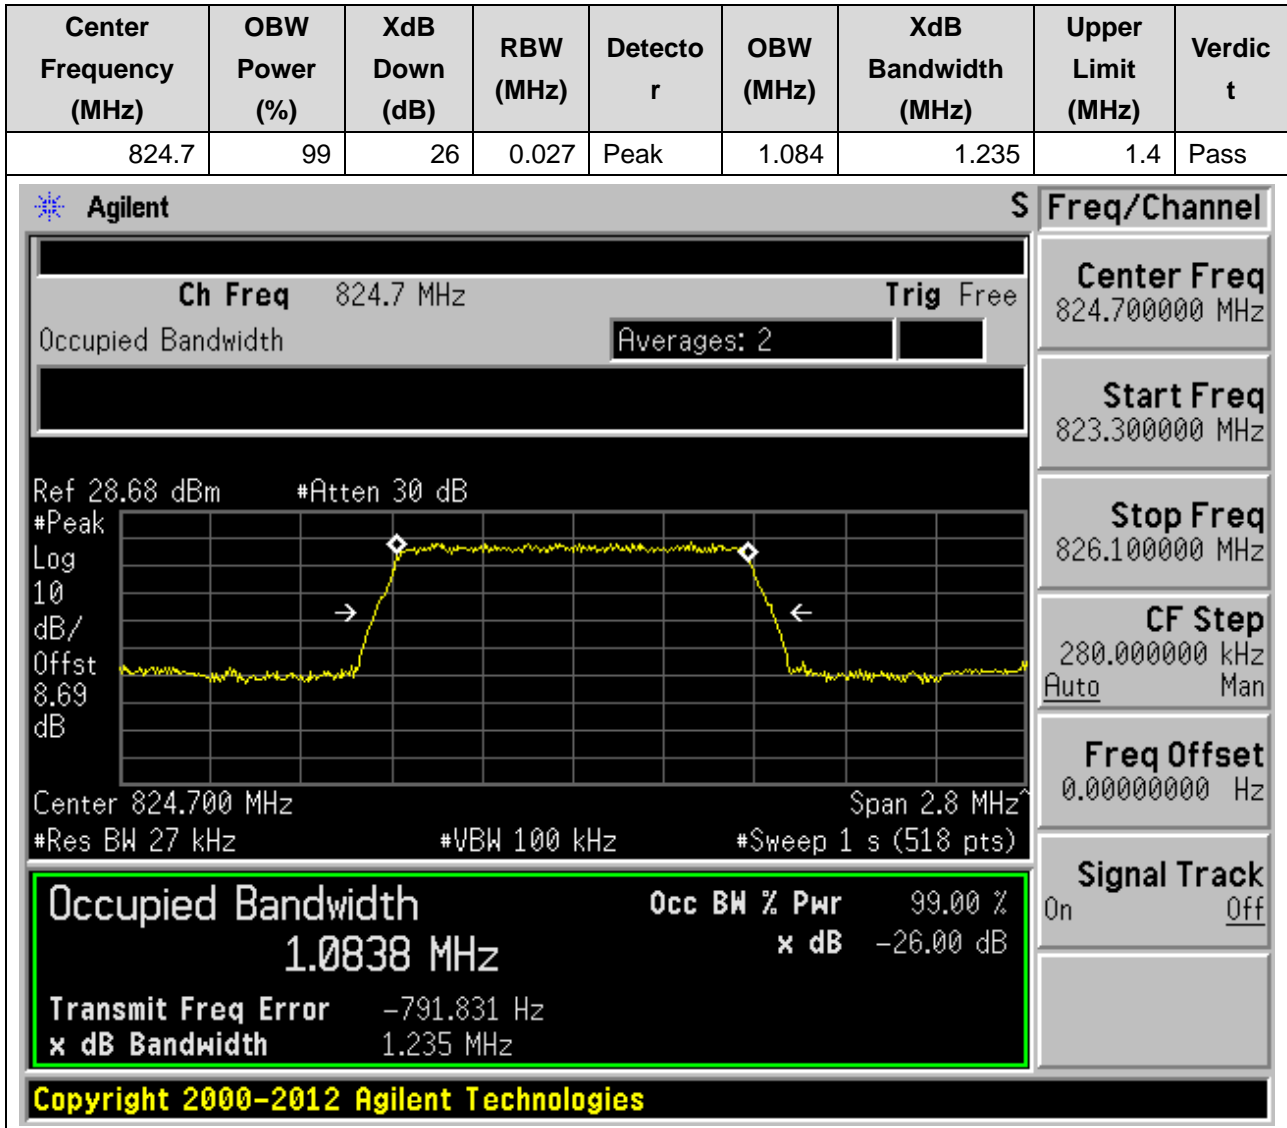 Center Frequency (MHz) OBW Power (%) XdB Down (dB) RBW (MHz) Detecto r OBW (MHz) XdB Bandwidth (MHz) Upper Limit (MHz) Verdic t
824.7 99 26 0.027 Peak 1.084 1.235 1.4 Pass
Agilent S Freq/Channel
Ch Freq 824.7 MHz Trig Free
Occupied Bandwidth Averages: 2
Center Freq
824.700000 MHz
Start Freq
823.300000 MHz
Stop Freq
826.100000 MHz
CF Step
280.000000 kHz
Auto Man
Freq Offset
0.00000000 Hz
Signal Track
On Off
Ref 28.68 dBm #Atten 30 dB
#Peak
Log
10
dB/
Offst
8.69
dB
Center 824.700 MHz Span 2.8 MHz^
#Res BW 27 kHz #VBW 100 kHz #Sweep 1 s (518 pts)
Occupied Bandwidth Occ BW % Pwr 99.00 %
1.0838 MHz x dB -26.00 dB
Transmit Freq Error -791.831 Hz
x dB Bandwidth 1.235 MHz
Copyright 2000-2012 Agilent Technologies